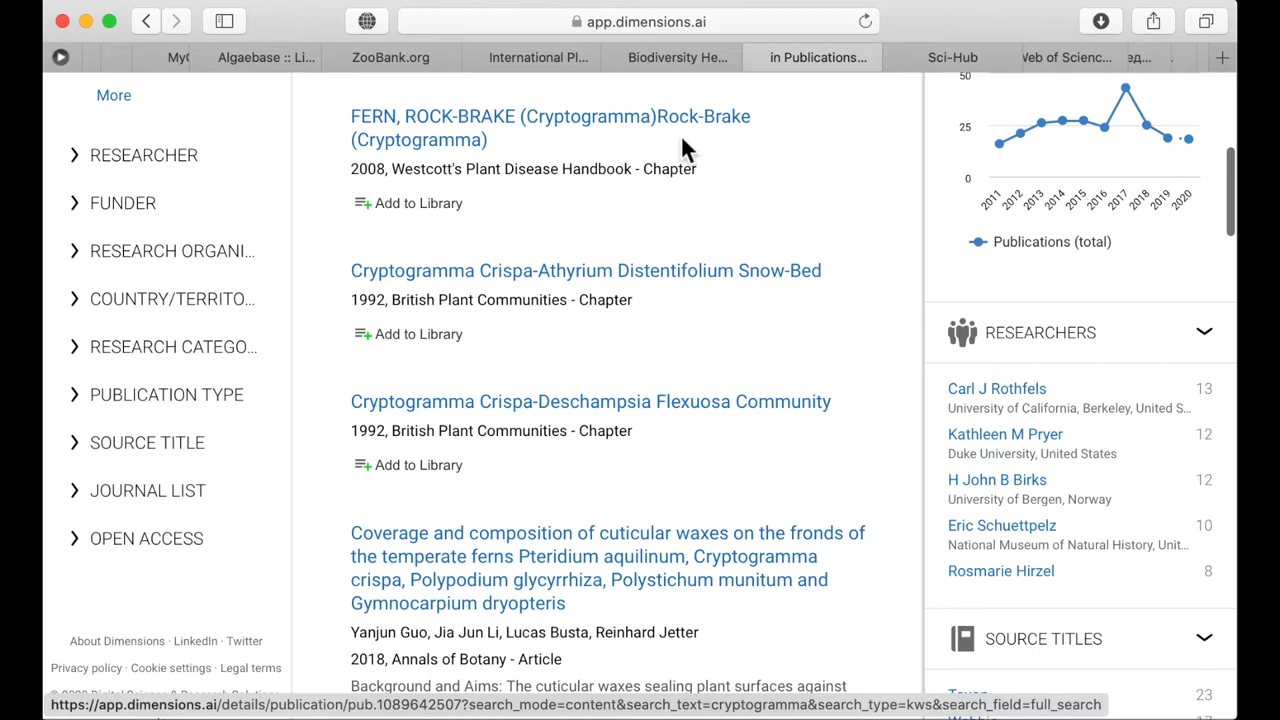 app.dimensions.ai
MyC
Algaebase :: Li...
ZooBank.org
International Pl...
Biodiversity He...
in Publications...
Sci-Hub
Web of Scienc...
ед...
More
RESEARCHER
FUNDER
RESEARCH ORGANI...
COUNTRY/TERRITO...
RESEARCH CATEGO...
PUBLICATION TYPE
SOURCE TITLE
JOURNAL LIST
OPEN ACCESS
About Dimensions · LinkedIn · Twitter
Privacy policy · Cookie settings · Legal terms
FERN, ROCK-BRAKE (Cryptogramma)Rock-Brake
(Cryptogramma)
2008, Westcott's Plant Disease Handbook - Chapter
Add to Library
Cryptogramma Crispa-Athyrium Distentifolium Snow-Bed
1992, British Plant Communities - Chapter
Add to Library
Cryptogramma Crispa-Deschampsia Flexuosa Community
1992, British Plant Communities - Chapter
Add to Library
Coverage and composition of cuticular waxes on the fronds of
the temperate ferns Pteridium aquilinum, Cryptogramma
crispa, Polypodium glycyrrhiza, Polystichum munitum and
Gymnocarpium dryopteris
Yanjun Guo, Jia Jun Li, Lucas Busta, Reinhard Jetter
2018, Annals of Botany - Article
Background and Aims: The cuticular waxes sealing plant surfaces against
50
25
0
2011 2012 2013 2014 2015 2016 2017 2018 2019 2020
Publications (total)
RESEARCHERS
Carl J Rothfels 13
University of California, Berkeley, United S...
Kathleen M Pryer 12
Duke University, United States
H John B Birks 12
University of Bergen, Norway
Eric Schuettpelz 10
National Museum of Natural History, Unit...
Rosmarie Hirzel 8
SOURCE TITLES
Taxon 23
https://app.dimensions.ai/details/publication/pub.1089642507?search_mode=content&search_text=cryptogramma&search_type=kws&search_field=full_search